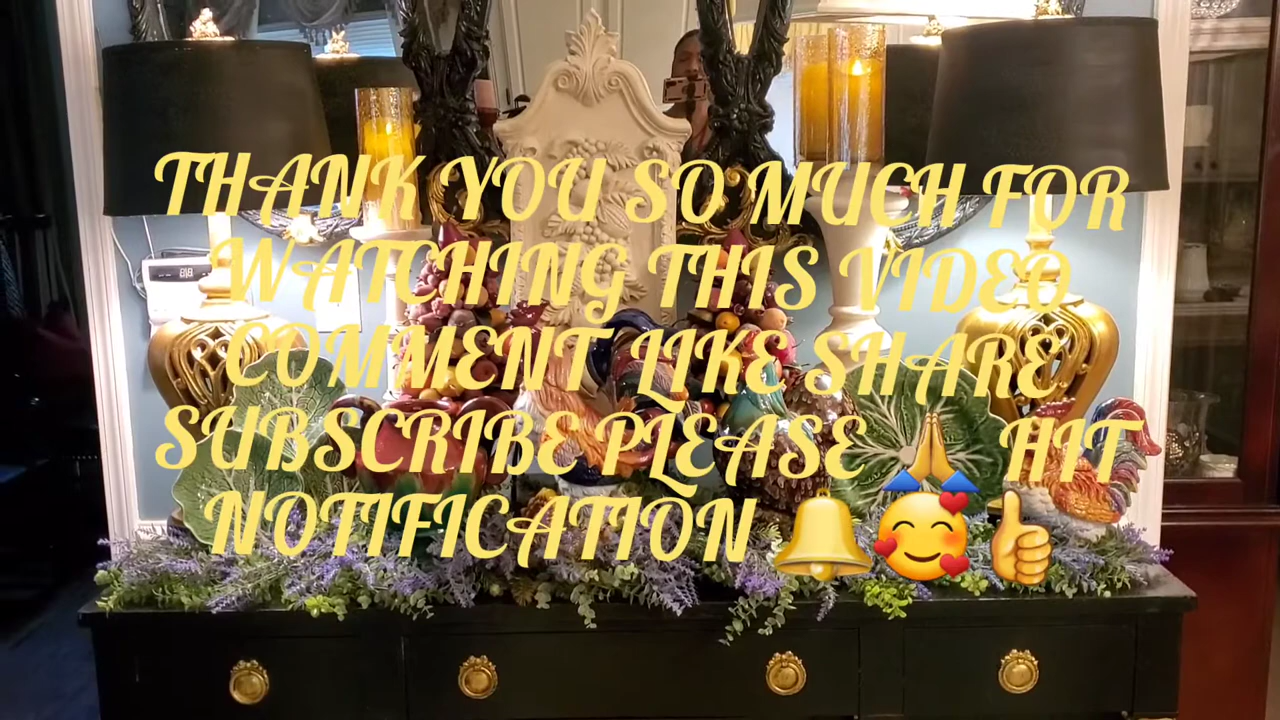 THANK YOU SO MUCH FOR
WATCHING THIS VIDEO
COMMENT LIKE SHARE
SUBSCRIBE PLEASE 🙏 HIT
NOTIFICATION 🔔🥰👍